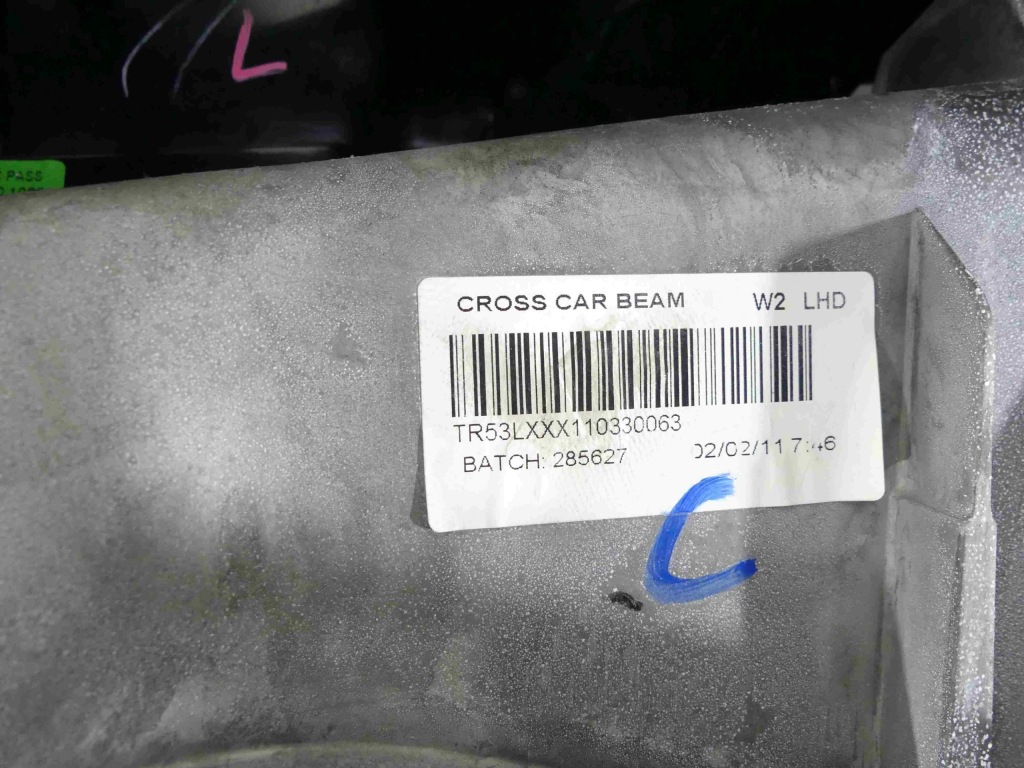 L
PASS
CROSS CAR BEAM W2 LHD
TR53LXXX110330063
BATCH: 285627 02/02/11 7:46
C